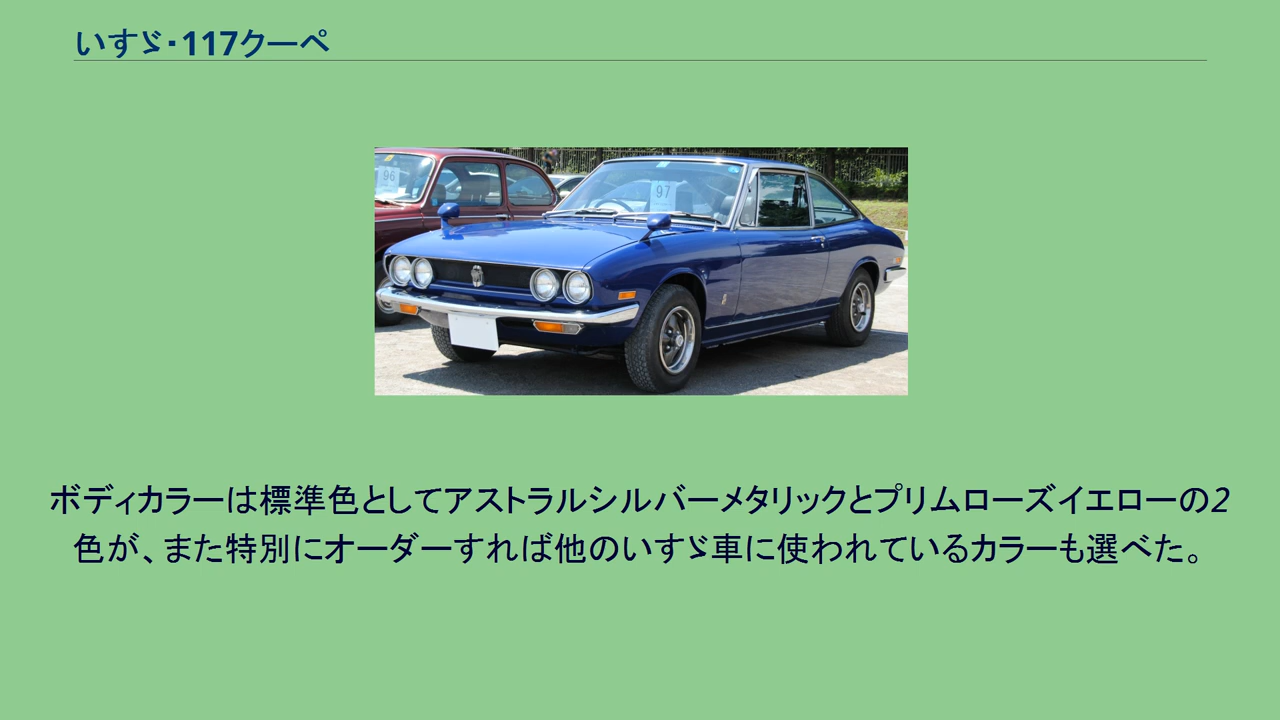 いすゞ・117クーペ
96
97
ボディカラーは標準色としてアストラルシルバーメタリックとプリムローズイエローの2
色が、また特別にオーダーすれば他のいすゞ車に使われているカラーも選べた。